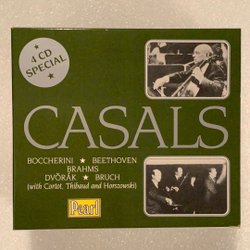 4 CD
SPECIAL
CASALS
BOCCHERINI ★ BEETHOVEN
BRAHMS
DVOŘÁK ★ BRUCH
(with Cortot, Thibaud and Horszowski)
Pearl